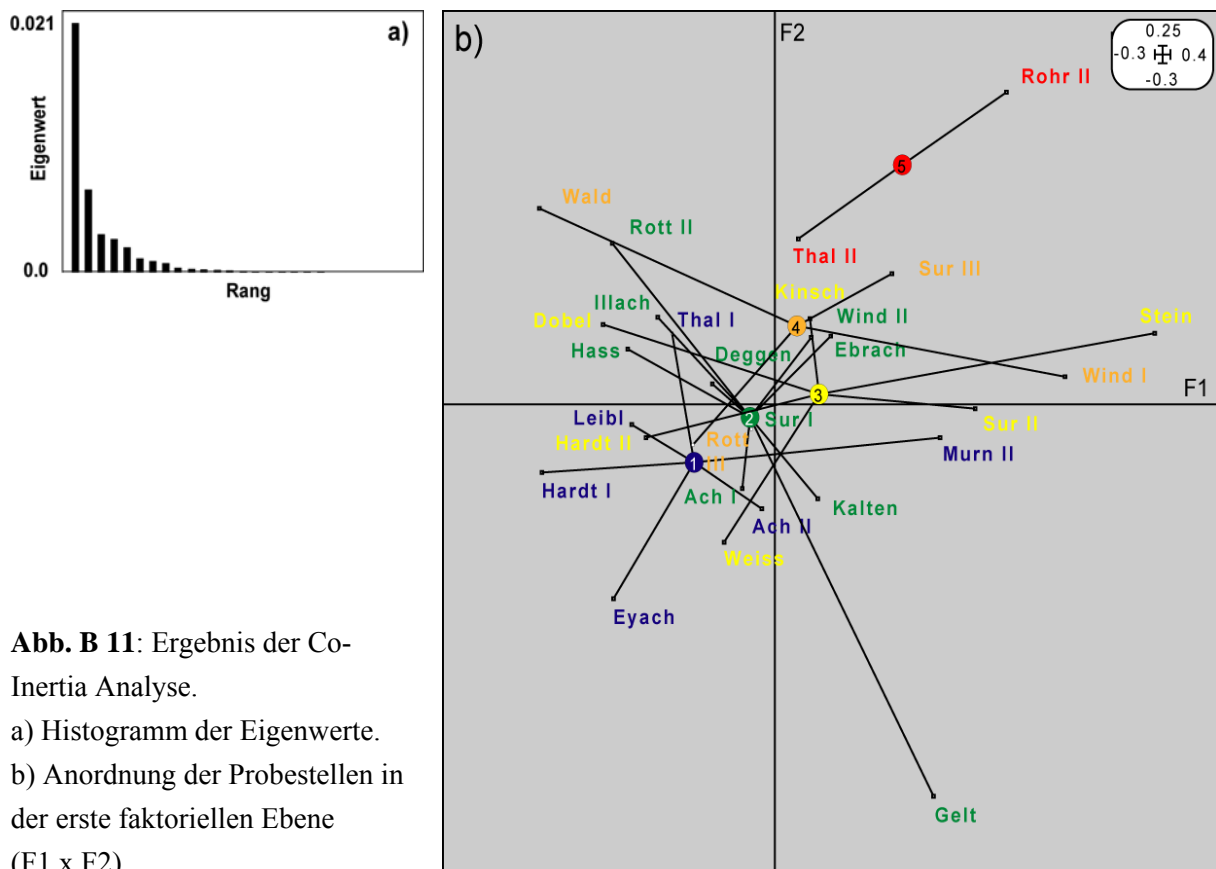 0.021
a)
Eigenwert
0.0
Rang
b)
F2
0.25
-0.3 0.4
-0.3
Rohr II
5
Wald
Rott II
Thal II
Sur III
Kinsch
Illach
Thal I
4
Wind II
Stein
Dobel
Hass
Deggen
Ebrach
Wind I
3
F1
Leibl
2
Sur I
Sur II
Hardt II
Rott
III
1
Murn II
Hardt I
Ach I
Ach II
Kalten
Weiss
Eyach
Gelt
Abb. B 11: Ergebnis der Co-
Inertia Analyse.
a) Histogramm der Eigenwerte.
b) Anordnung der Probestellen in
der erste faktoriellen Ebene
(F1 x F2)